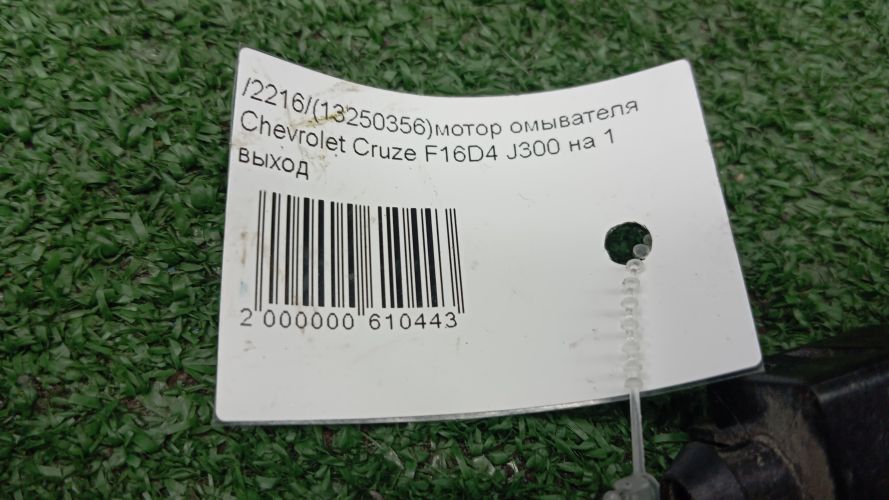 /2216/(13250356)мотор омывателя
Chevrolet Cruze F16D4 J300 на 1
выход
2 000000 610443